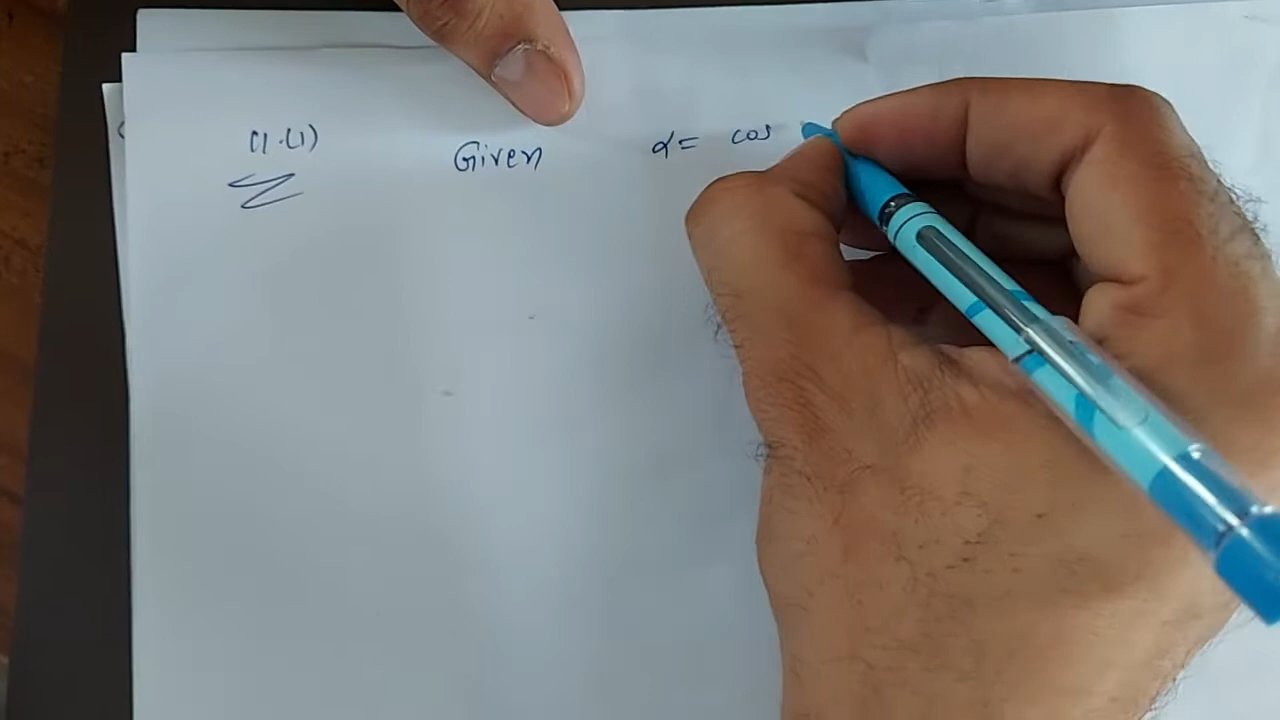 (1.(1) Given α= cos